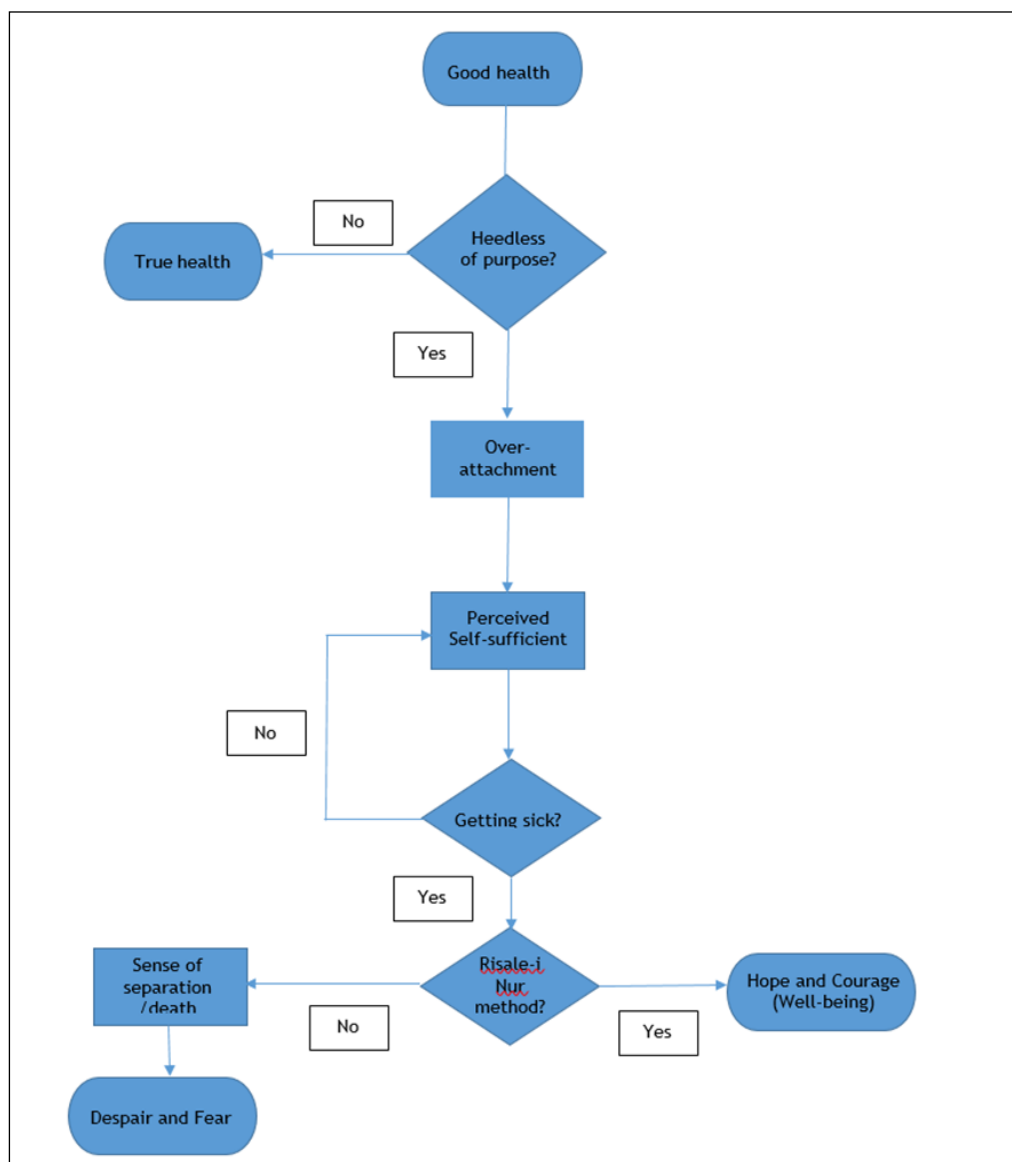 Good health
No
Heedless
of purpose?
True health
Yes
Over-
attachment
Perceived
Self-sufficient
No
Getting sick?
Yes
Sense of
separation
/death
Risale-i
Nur
method?
Hope and Courage
(Well-being)
No
Yes
Despair and Fear